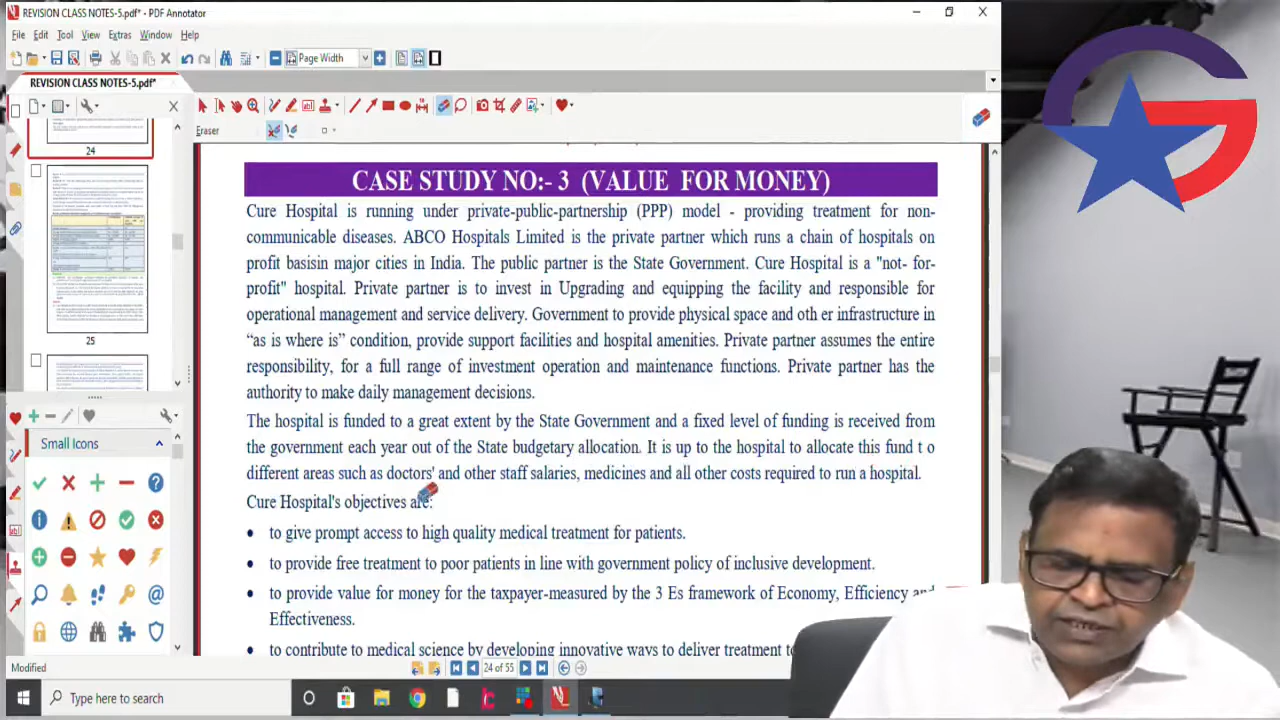 REVISION CLASS NOTES-5.pdf* - PDF Annotator
File Edit Tool View Extras Window Help
Page Width
REVISION CLASS NOTES-5.pdf*
Eraser
24
25
Small Icons
CASE STUDY NO:- 3 (VALUE FOR MONEY)
Cure Hospital is running under private-public-partnership (PPP) model - providing treatment for non-
communicable diseases. ABCO Hospitals Limited is the private partner which runs a chain of hospitals on
profit basisin major cities in India. The public partner is the State Government. Cure Hospital is a "not- for-
profit" hospital. Private partner is to invest in Upgrading and equipping the facility and responsible for
operational management and service delivery. Government to provide physical space and oth er infrastructure in
“as is where is” condition, provide support facilities and hospital amenities. Private partner assumes the entire
responsibility, for a full range of investment operation and maintenance functions. Private partner has the
authority to make daily management decisions.
The hospital is funded to a great extent by the State Government and a fixed level of funding is received from
the government each year out of the State budgetary allocation. It is up to the hospital to allocate this fund t o
different areas such as doctors' and other staff salaries, medicines and all other costs required to run a hospital.
Cure Hospital's objectives are:
• to give prompt access to high quality medical treatment for patients.
• to provide free treatment to poor patients in line with government policy of inclusive development.
• to provide value for money for the taxpayer-measured by the 3 Es framework of Economy, Efficiency and
Effectiveness.
• to contribute to medical science by developing innovative ways to deliver treatment to
Modified
24 of 55
Type here to search